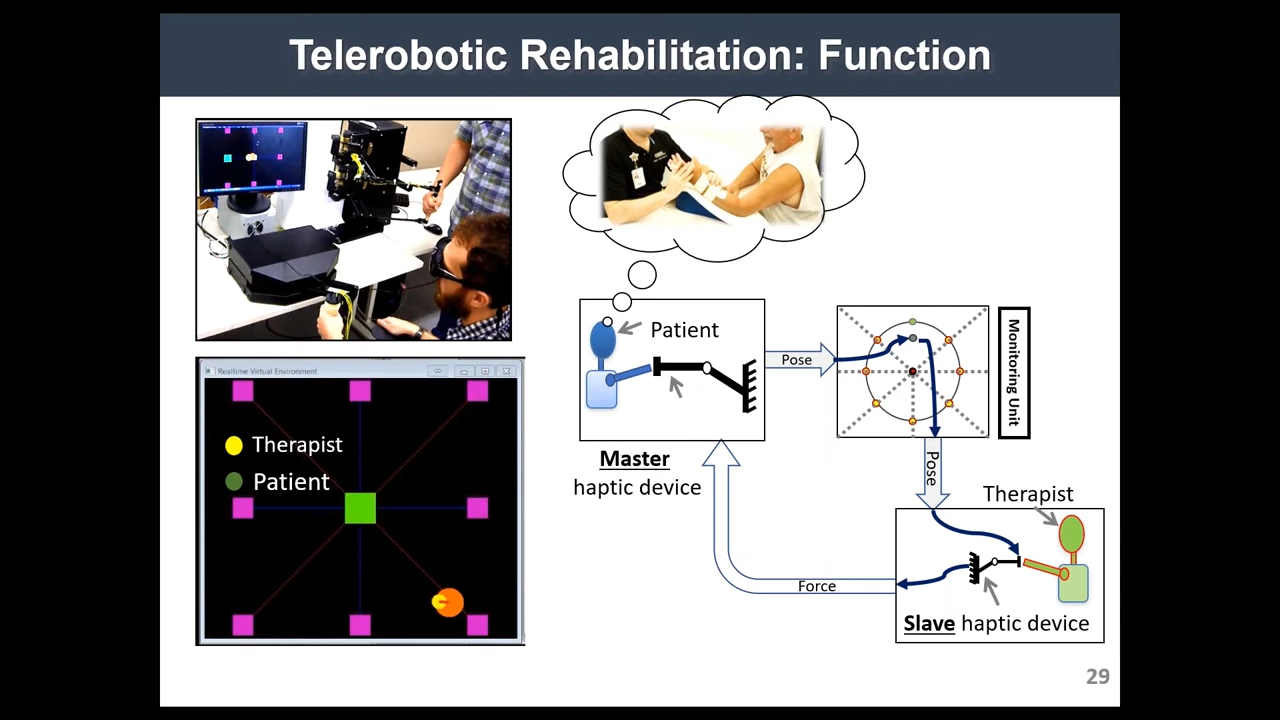 Telerobotic Rehabilitation: Function
Patient
Pose
Monitoring Unit
Master
haptic device
Pose
Therapist
Force
Slave haptic device
Realtime Virtual Environment
Therapist
Patient
29